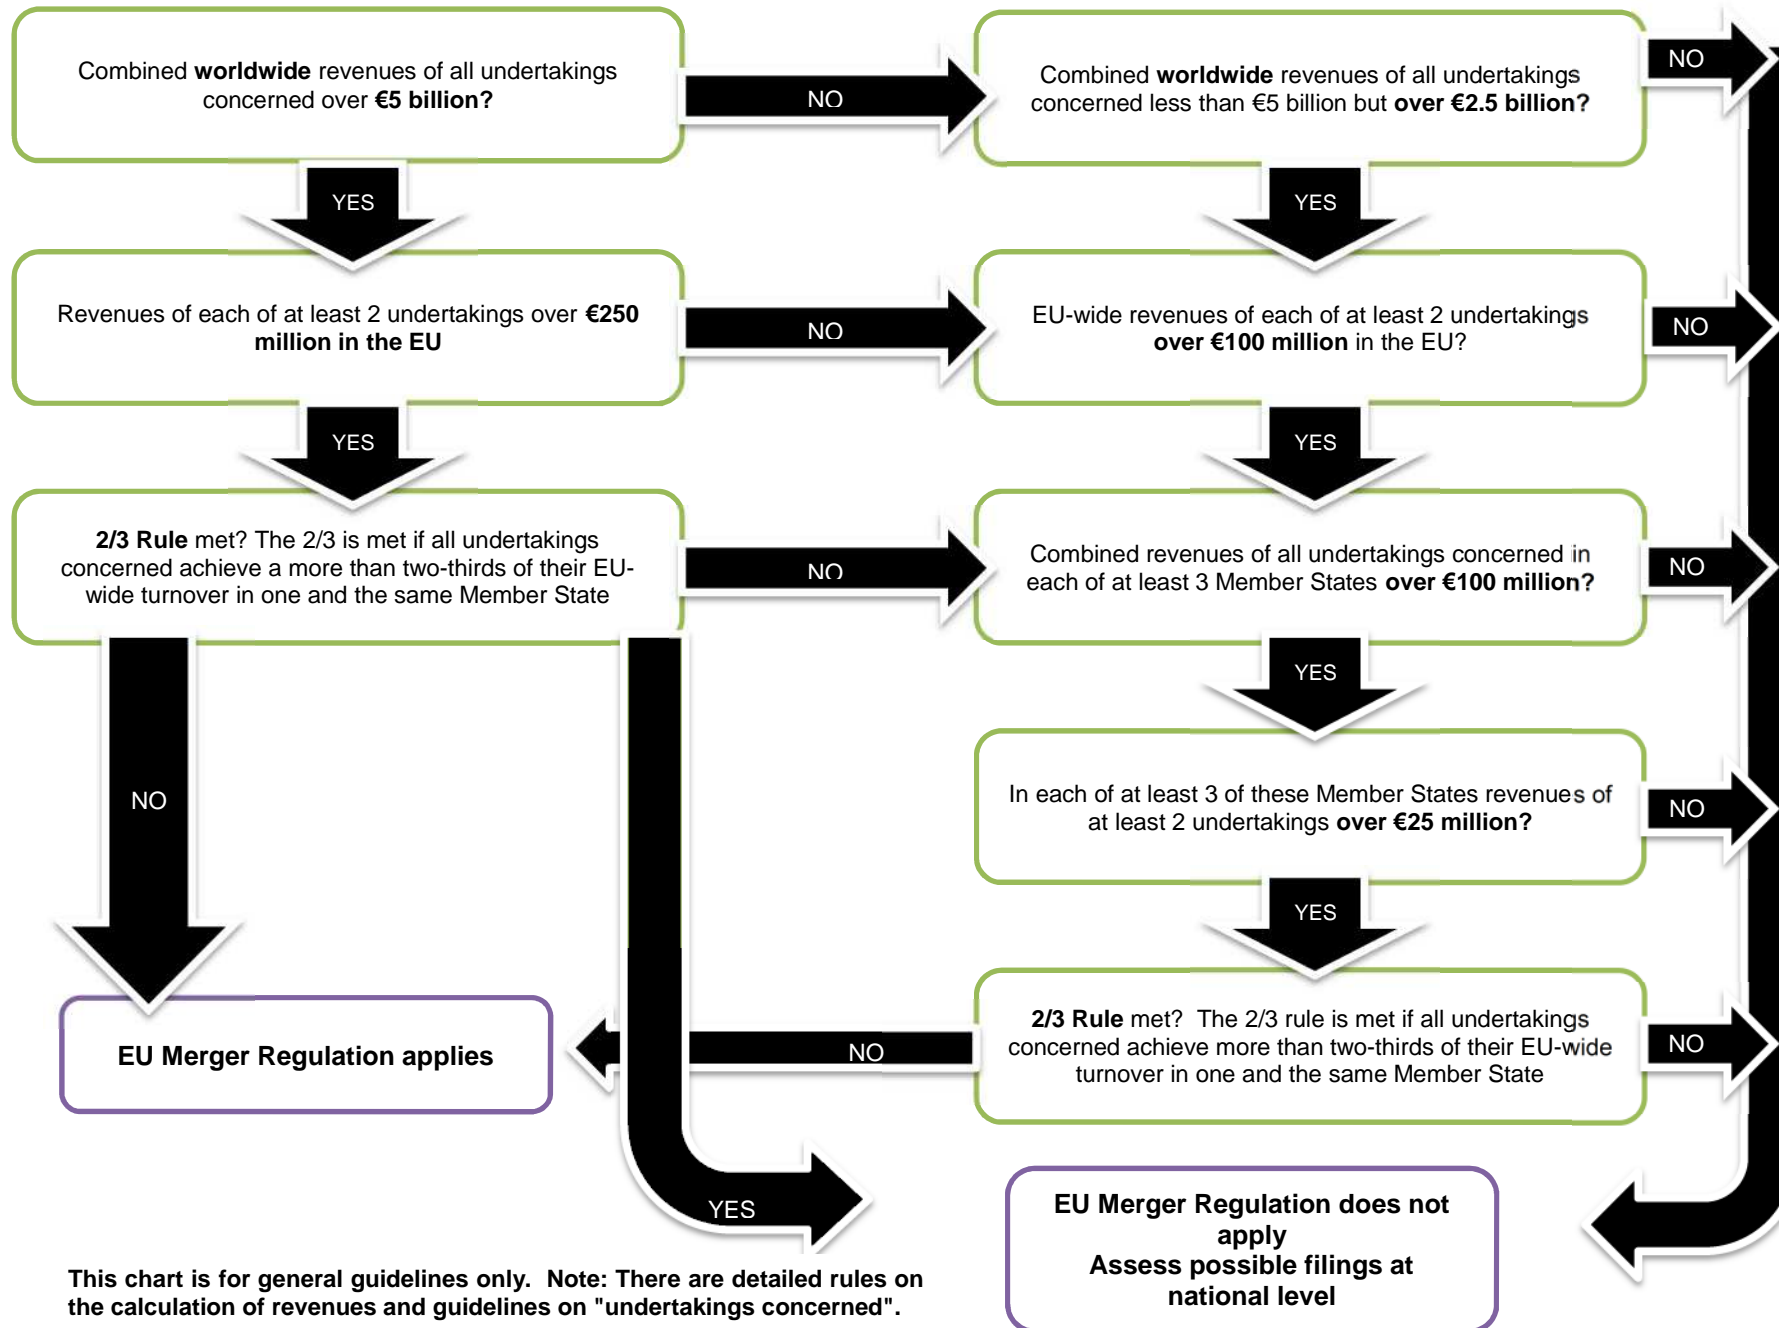 Combined worldwide revenues of all undertakings
concerned over €5 billion?
NO
Combined worldwide revenues of all undertakings
concerned less than €5 billion but over €2.5 billion?
NO
YES
YES
Revenues of each of at least 2 undertakings over €250
million in the EU
NO
EU-wide revenues of each of at least 2 undertakings
over €100 million in the EU?
NO
YES
YES
2/3 Rule met? The 2/3 is met if all undertakings
concerned achieve a more than two-thirds of their EU-
wide turnover in one and the same Member State
NO
Combined revenues of all undertakings concerned in
each of at least 3 Member States over €100 million?
NO
YES
NO
In each of at least 3 of these Member States revenues of
at least 2 undertakings over €25 million?
NO
YES
EU Merger Regulation applies
NO
2/3 Rule met?  The 2/3 rule is met if all undertakings
concerned achieve more than two-thirds of their EU-wide
turnover in one and the same Member State
NO
YES
EU Merger Regulation does not
apply
Assess possible filings at
national level
This chart is for general guidelines only.  Note: There are detailed rules on
the calculation of revenues and guidelines on "undertakings concerned".